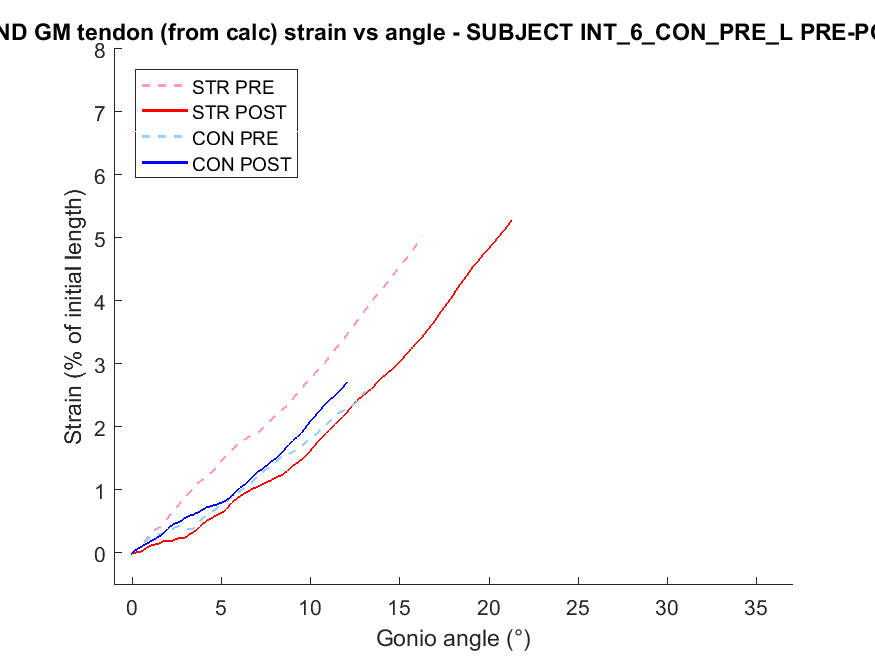 ND GM tendon (from calc) strain vs angle - SUBJECT INT_6_CON_PRE_L PRE-PO
8
7
6
5
4
3
2
1
0
Strain (% of initial length)
STR PRE
STR POST
CON PRE
CON POST
0 5 10 15 20 25 30 35
Gonio angle (°)